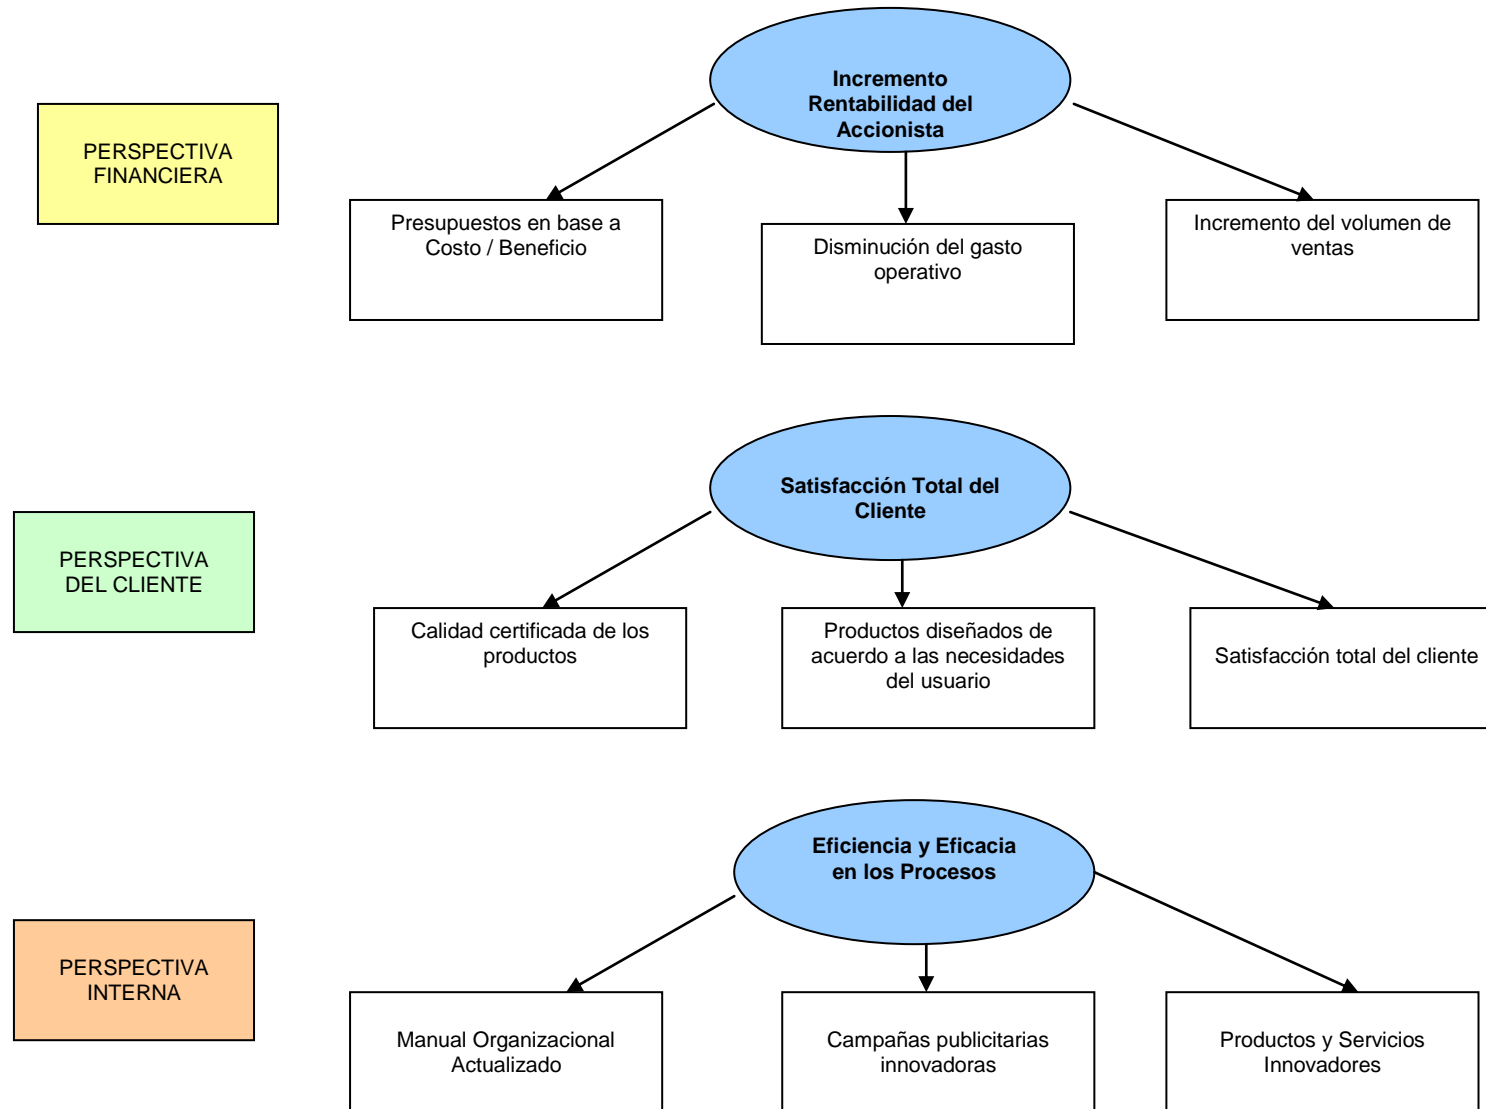 Incremento
Rentabilidad del
Accionista
PERSPECTIVA
FINANCIERA
Presupuestos en base a
Costo / Beneficio
Disminución del gasto
operativo
Incremento del volumen de
ventas
Satisfacción Total del
Cliente
PERSPECTIVA
DEL CLIENTE
Calidad certificada de los
productos
Productos diseñados de
acuerdo a las necesidades
del usuario
Satisfacción total del cliente
Eficiencia y Eficacia
en los Procesos
PERSPECTIVA
INTERNA
Manual Organizacional
Actualizado
Campañas publicitarias
innovadoras
Productos y Servicios
Innovadores